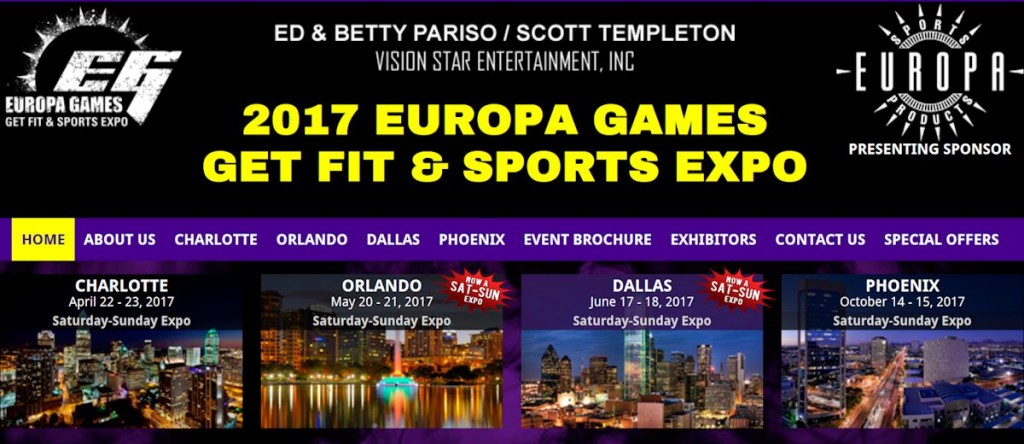 ED & BETTY PARISO / SCOTT TEMPLETON
VISION STAR ENTERTAINMENT, INC
EG
EUROPA GAMES
GET FIT & SPORTS EXPO
2017 EUROPA GAMES
GET FIT & SPORTS EXPO
SPORTS
EUROPA
PRODUCTS
PRESENTING SPONSOR
HOME ABOUT US CHARLOTTE ORLANDO DALLAS PHOENIX EVENT BROCHURE EXHIBITORS CONTACT US SPECIAL OFFERS
CHARLOTTE
April 22 - 23, 2017
Saturday-Sunday Expo
ORLANDO
May 20 - 21, 2017
Saturday-Sunday Expo
NOW A
SAT-SUN
EXPO
DALLAS
June 17 - 18, 2017
Saturday-Sunday Expo
NOW A
SAT-SUN
EXPO
PHOENIX
October 14 - 15, 2017
Saturday-Sunday Expo